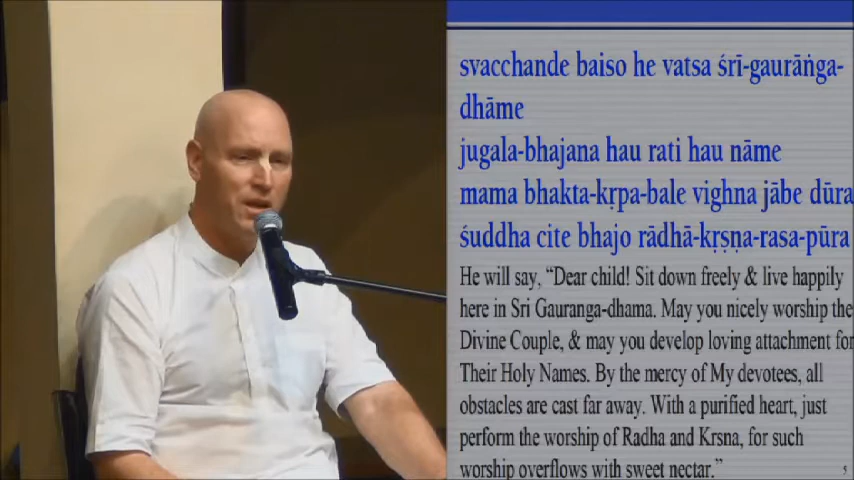 svacchande baiso he vatsa śrī-gaurāṅga-
dhāme
jugala-bhajana hau rati hau nāme
mama bhakta-kṛpa-bale vighna jābe dūra
śuddha cite bhajo rādhā-kṛṣṇa-rasa-pūra
He will say, “Dear child! Sit down freely & live happily
here in Sri Gauranga-dhama. May you nicely worship the
Divine Couple, & may you develop loving attachment for
Their Holy Names. By the mercy of My devotees, all
obstacles are cast far away. With a purified heart, just
perform the worship of Radha and Krsna, for such
worship overflows with sweet nectar.”
5